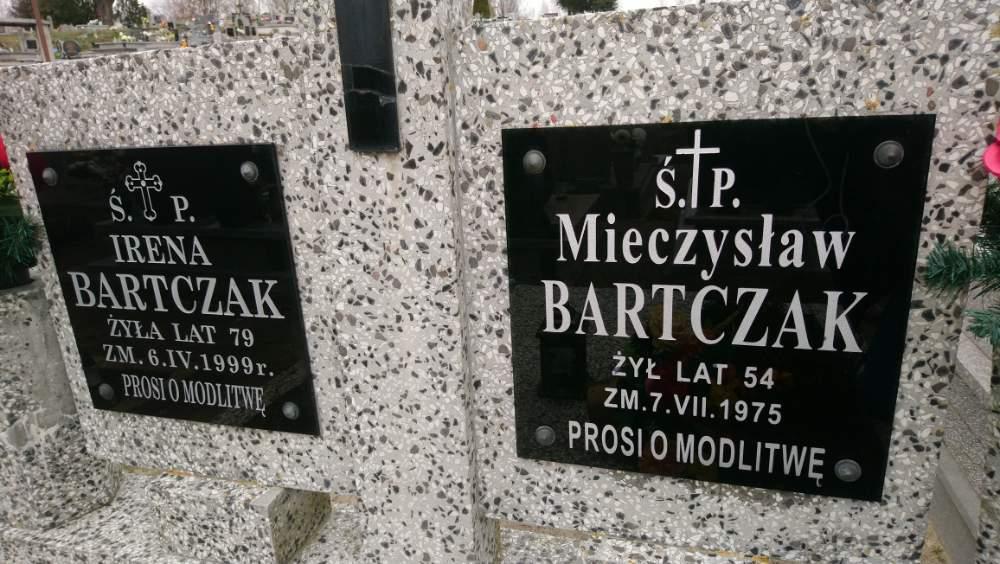 Ś. P.
IRENA
BARTCZAK
ŻYŁA LAT 79
ZM. 6.IV.1999r.
PROSI O MODLITWĘ
Ś. P.
Mieczysław
BARTCZAK
ŻYŁ LAT 54
ZM. 7.VII.1975
PROSI O MODLITWĘ